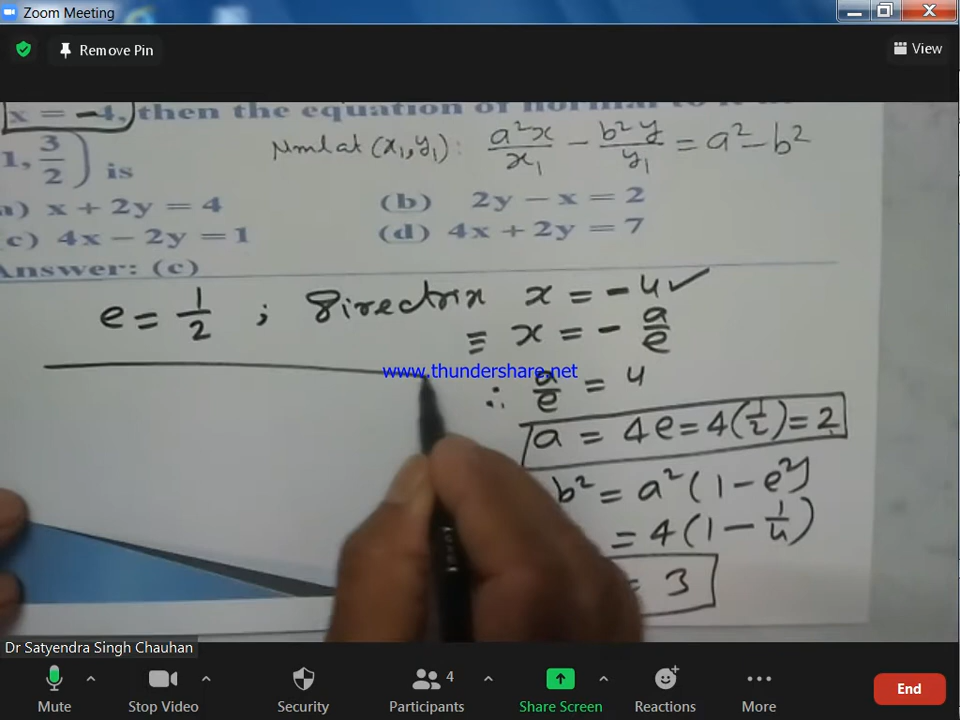 Zoom Meeting
Remove Pin
View
x = -4, then the equation of normal to it at
1, 3/2) is
Nmlat (x₁,y₁): a²x/x₁ - b²y/y₁ = a² - b²
a) x + 2y = 4 (b) 2y - x = 2
(c) 4x - 2y = 1 (d) 4x + 2y = 7
Answer: (c)
e = 1/2 ; Directrix x = -4 ✓
≡ x = - a/e
www.thundershare.net
∴ a/e = 4
a = 4e = 4(1/2) = 2
b² = a² (1 - e²)
= 4 (1 - 1/4)
= 3
Dr Satyendra Singh Chauhan
4
Mute Stop Video Security Participants Share Screen Reactions More End